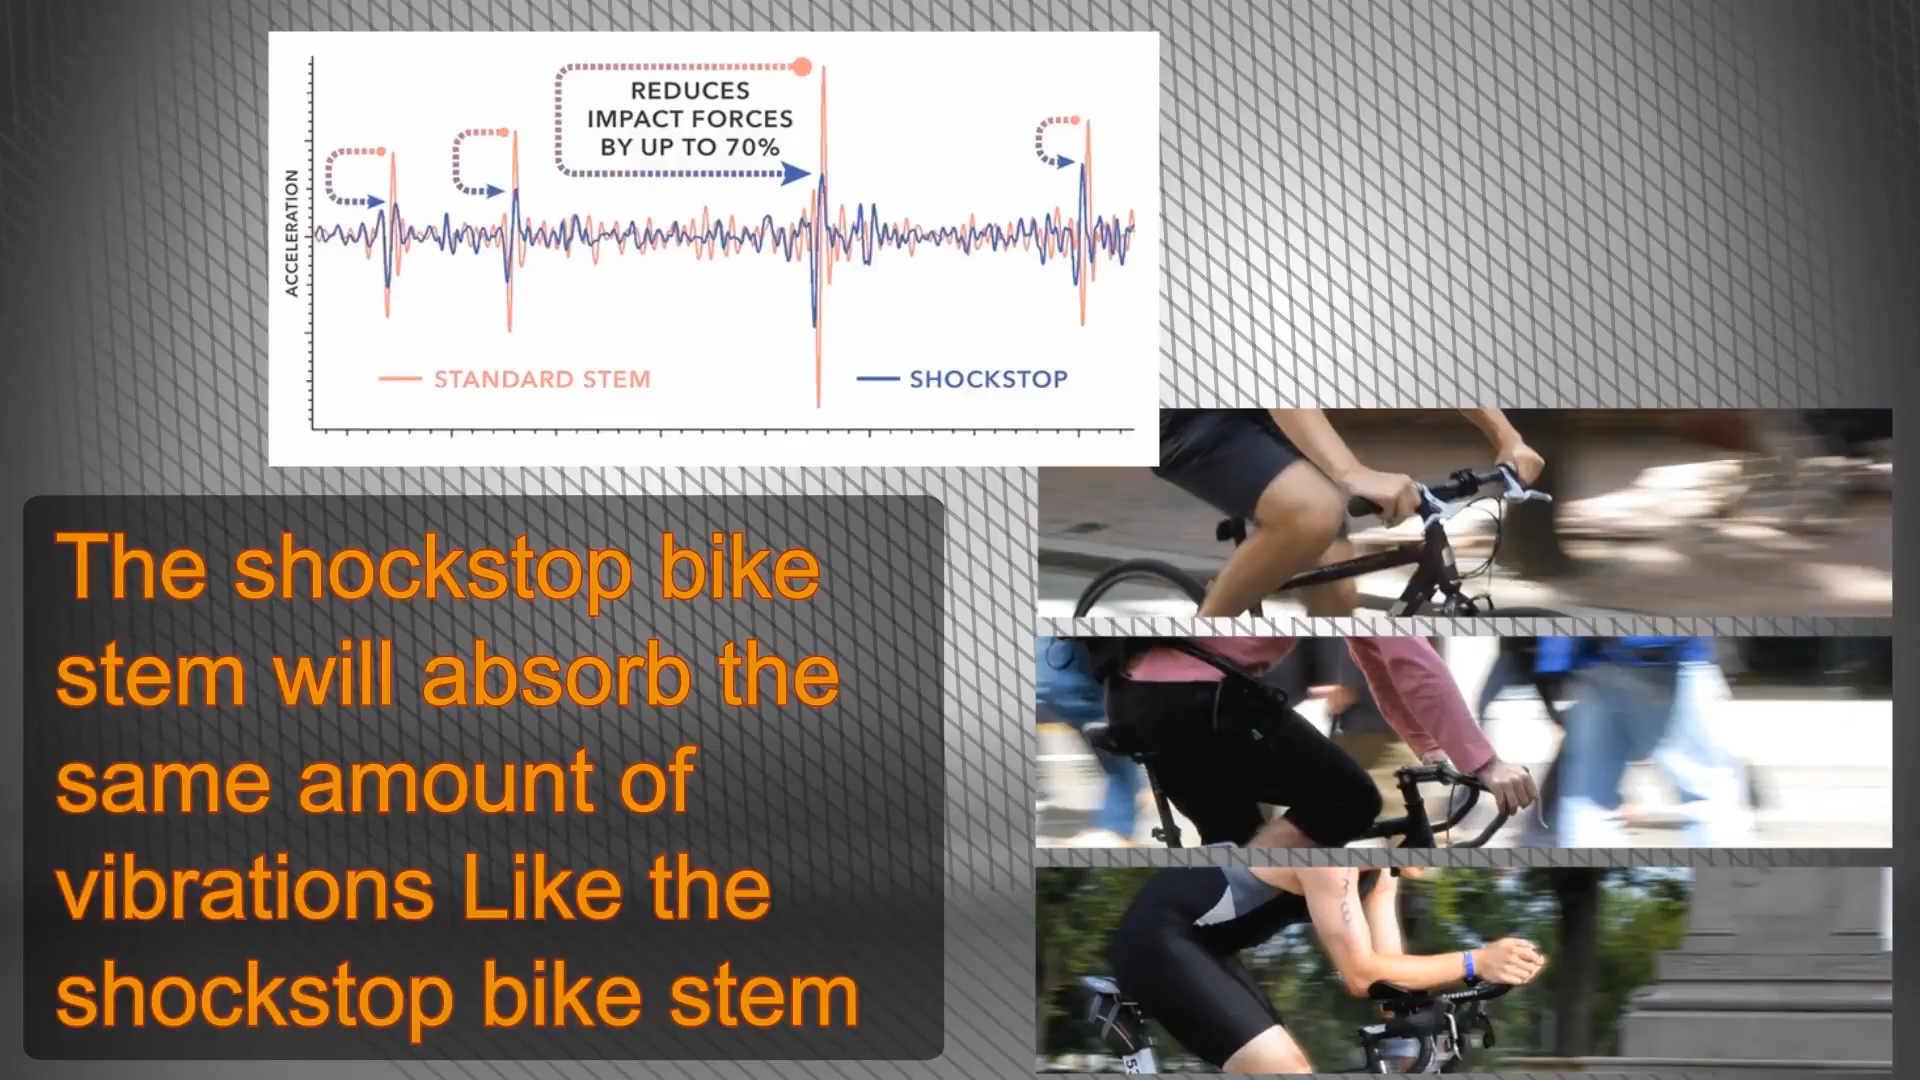 REDUCES
IMPACT FORCES
BY UP TO 70%
ACCELERATION
STANDARD STEM
SHOCKSTOP
The shockstop bike
stem will absorb the
same amount of
vibrations Like the
shockstop bike stem